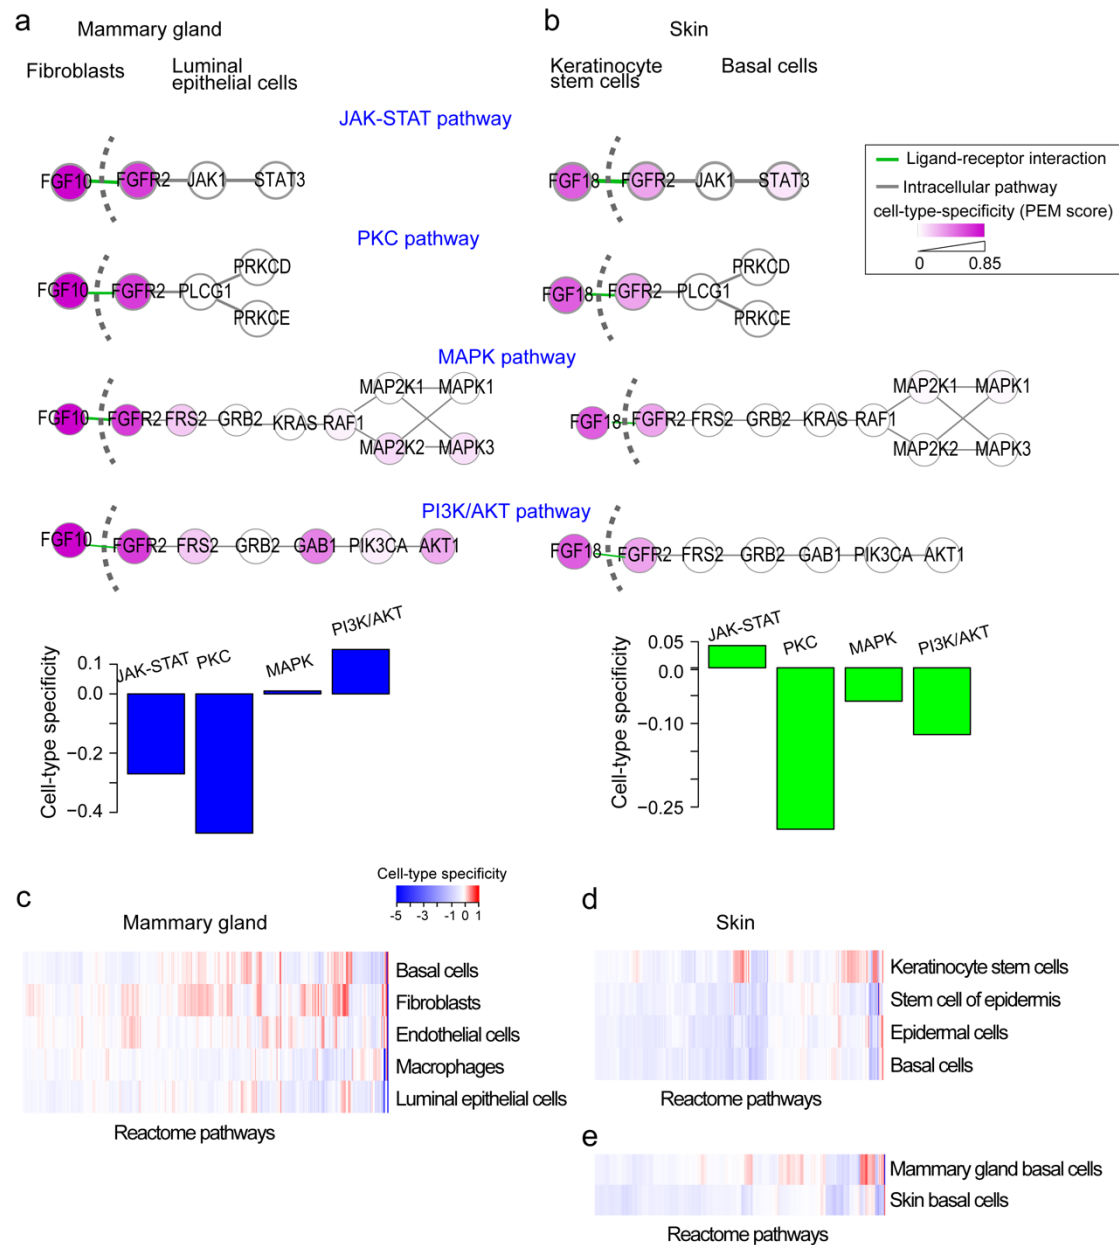 a
Mammary gland
Fibroblasts
Luminal
epithelial cells
b
Skin
Keratinocyte
stem cells
Basal cells
JAK-STAT pathway
FGF10 FGFR2 JAK1 STAT3
FGF18 FGFR2 JAK1 STAT3
Ligand-receptor interaction
Intracellular pathway
cell-type-specificity (PEM score)
0 0.85
PKC pathway
FGF10 FGFR2 PLCG1 PRKCD PRKCE
FGF18 FGFR2 PLCG1 PRKCD PRKCE
MAPK pathway
FGF10 FGFR2 FRS2 GRB2 KRAS RAF1 MAP2K1 MAPK1 MAP2K2 MAPK3
FGF18 FGFR2 FRS2 GRB2 KRAS RAF1 MAP2K1 MAPK1 MAP2K2 MAPK3
PI3K/AKT pathway
FGF10 FGFR2 FRS2 GRB2 GAB1 PIK3CA AKT1
FGF18 FGFR2 FRS2 GRB2 GAB1 PIK3CA AKT1
Cell-type specificity
0.1
0.0
−0.2
−0.4
JAK-STAT PKC MAPK PI3K/AKT
Cell-type specificity
0.05
0.0
−0.10
−0.25
JAK-STAT PKC MAPK PI3K/AKT
c
Mammary gland
Cell-type specificity
-5 -3 -1 0 1
Basal cells
Fibroblasts
Endothelial cells
Macrophages
Luminal epithelial cells
Reactome pathways
d
Skin
Keratinocyte stem cells
Stem cell of epidermis
Epidermal cells
Basal cells
Reactome pathways
e
Mammary gland basal cells
Skin basal cells
Reactome pathways